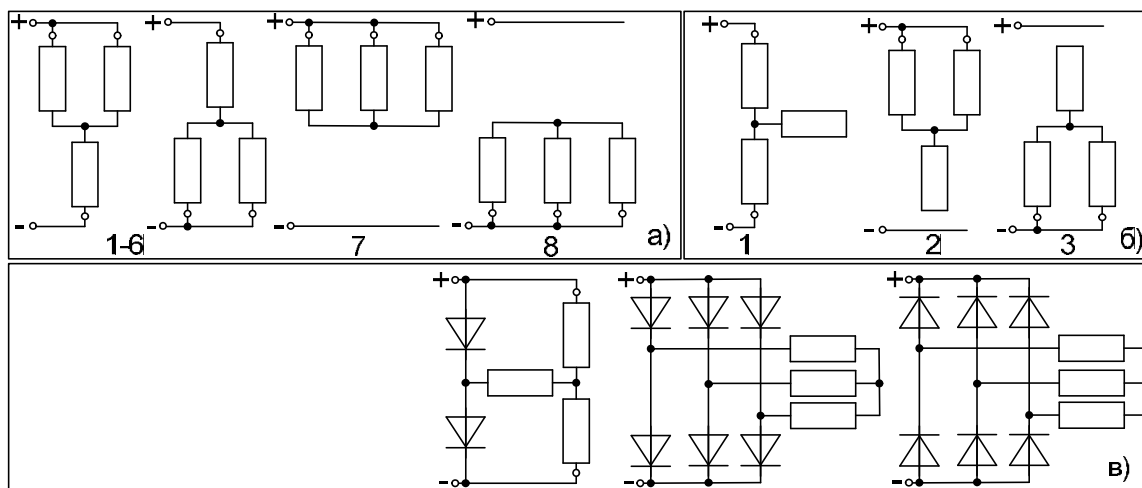 + + + +
- - - -
1-6 7 8 а)
+ + +
- - -
1 2 3 б)
+ + +
- - -
в)